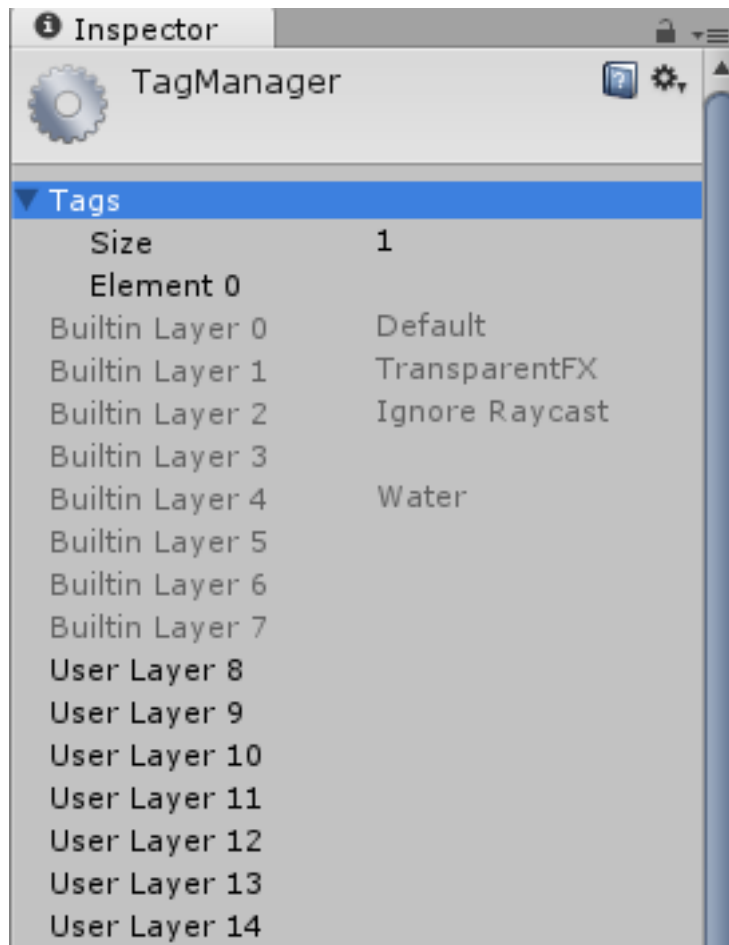 Inspector
TagManager
Tags
Size 1
Element 0
Builtin Layer 0 Default
Builtin Layer 1 TransparentFX
Builtin Layer 2 Ignore Raycast
Builtin Layer 3
Builtin Layer 4 Water
Builtin Layer 5
Builtin Layer 6
Builtin Layer 7
User Layer 8
User Layer 9
User Layer 10
User Layer 11
User Layer 12
User Layer 13
User Layer 14